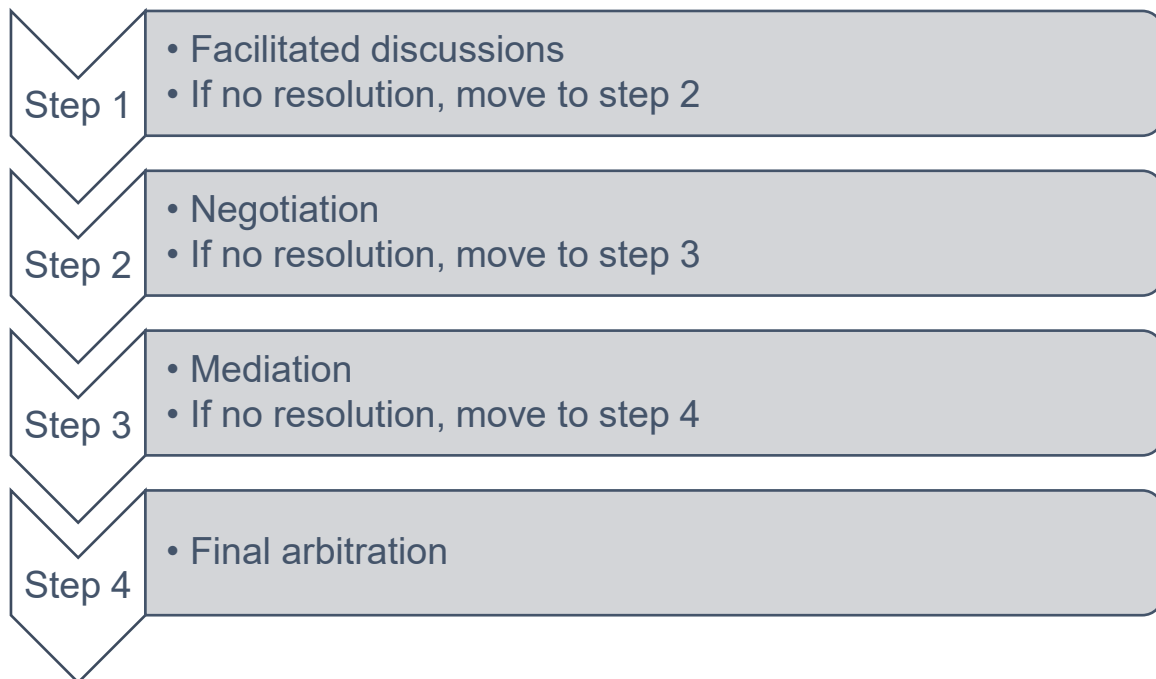 Step 1
• Facilitated discussions
• If no resolution, move to step 2
Step 2
• Negotiation
• If no resolution, move to step 3
Step 3
• Mediation
• If no resolution, move to step 4
Step 4
• Final arbitration